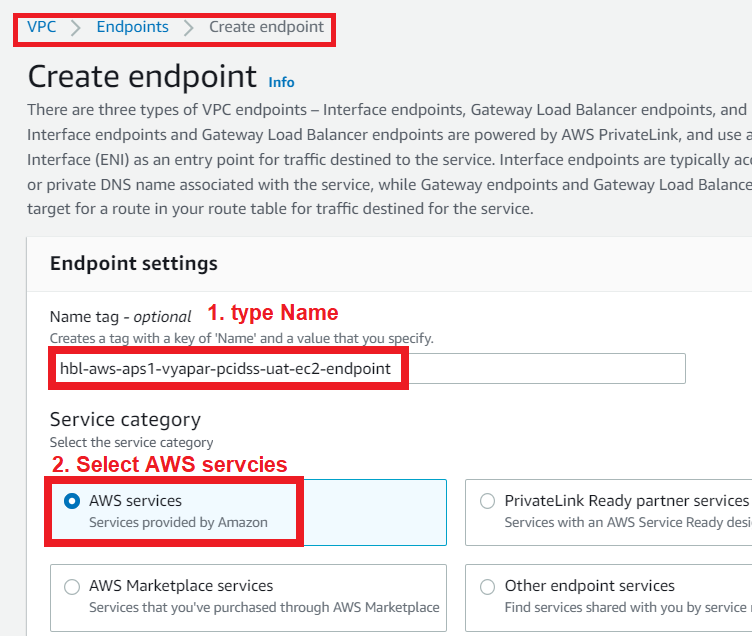 VPC > Endpoints > Create endpoint
Create endpoint Info
There are three types of VPC endpoints – Interface endpoints, Gateway Load Balancer endpoints, and
Interface endpoints and Gateway Load Balancer endpoints are powered by AWS PrivateLink, and use
Interface (ENI) as an entry point for traffic destined to the service. Interface endpoints are typically
or private DNS name associated with the service, while Gateway endpoints and Gateway Load
target for a route in your route table for traffic destined for the service.
Endpoint settings
Name tag - optional 1. type Name
Creates a tag with a key of 'Name' and a value that you specify.
hbl-aws-aps1-vyapar-pcidss-uat-ec2-endpoint
Service category
Select the service category
2. Select AWS servcies
AWS services
Services provided by Amazon
PrivateLink Ready partner services
Services with an AWS Service Ready
AWS Marketplace services
Services that you've purchased through AWS Marketplace
Other endpoint services
Find services shared with you by service